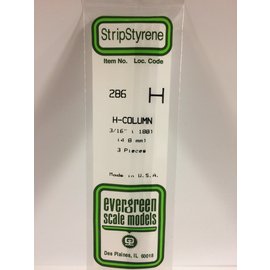 StripStyrene
Item No. Loc. Code
286 H
H-COLUMN
3/16" ( 188)
(4 8 mm)
3 Pieces
Made in U.S.A.
evergreen
scale models
Des Plaines, IL 60018